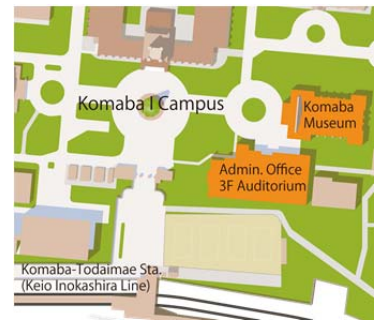 Komaba I Campus
Komaba
Museum
Admin. Office
3F Auditorium
Komaba-Todaimae Sta.
(Keio Inokashira Line)